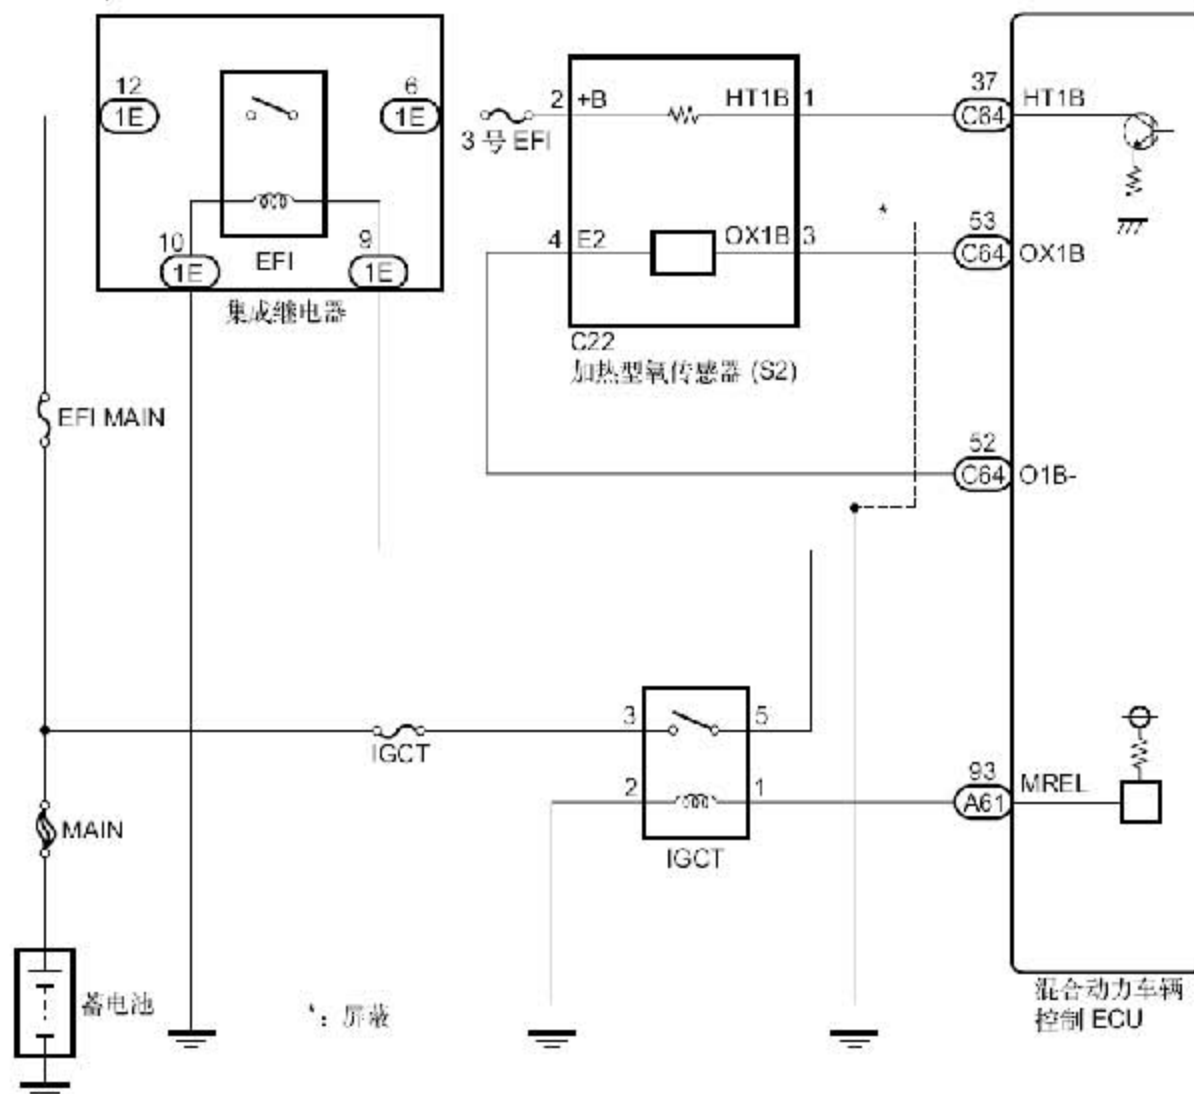 12
1E
6
1E
10
1E
9
1E
EFI
集成继电器
3 号 EFI
2
+B
HT1B
1
4
E2
OX1B
3
C22
加热型氧传感器 (S2)
*
37
C64
HT1B
53
C64
OX1B
52
C64
O1B-
EFI MAIN
IGCT
3
5
2
1
IGCT
93
A61
MREL
MAIN
蓄电池
*: 屏蔽
混合动力车辆
控制 ECU